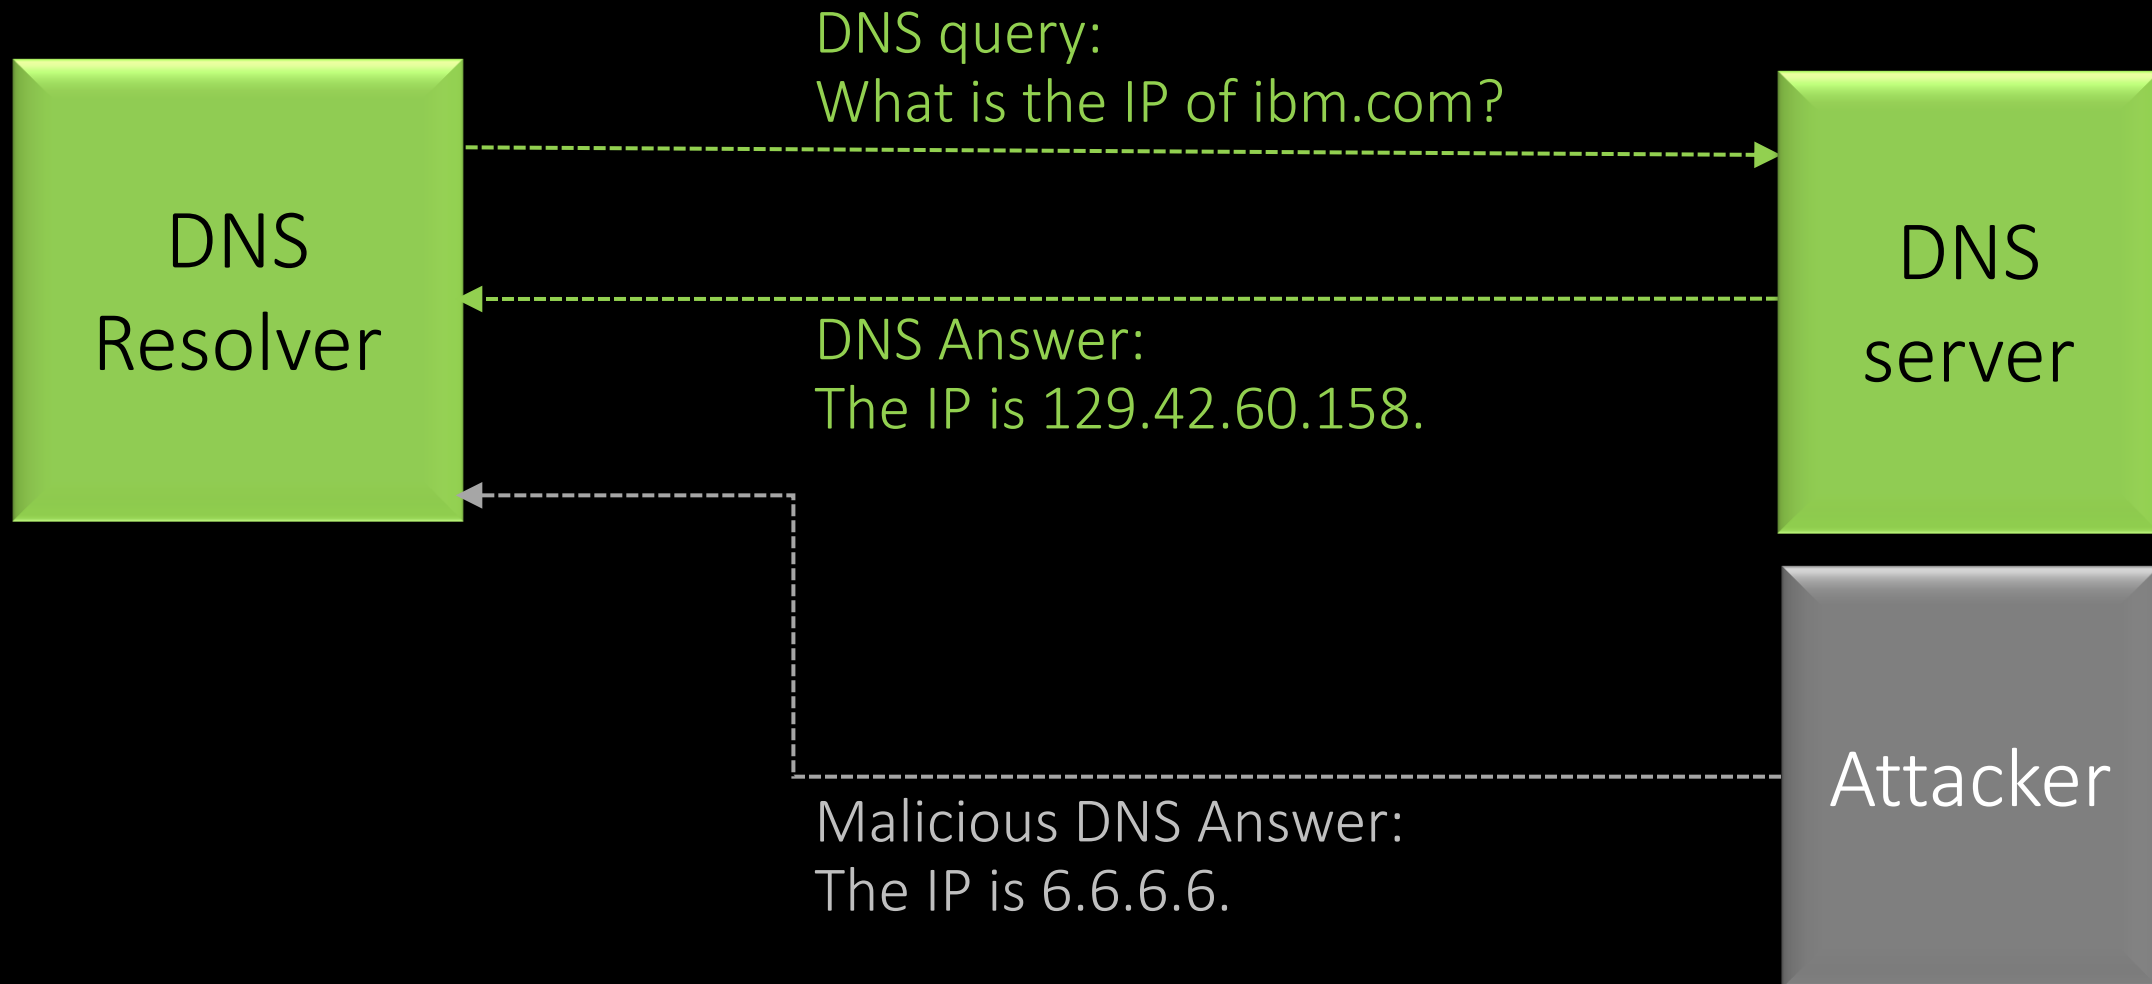 DNS query:
What is the IP of ibm.com?
DNS
Resolver
DNS
server
DNS Answer:
The IP is 129.42.60.158.
Attacker
Malicious DNS Answer:
The IP is 6.6.6.6.